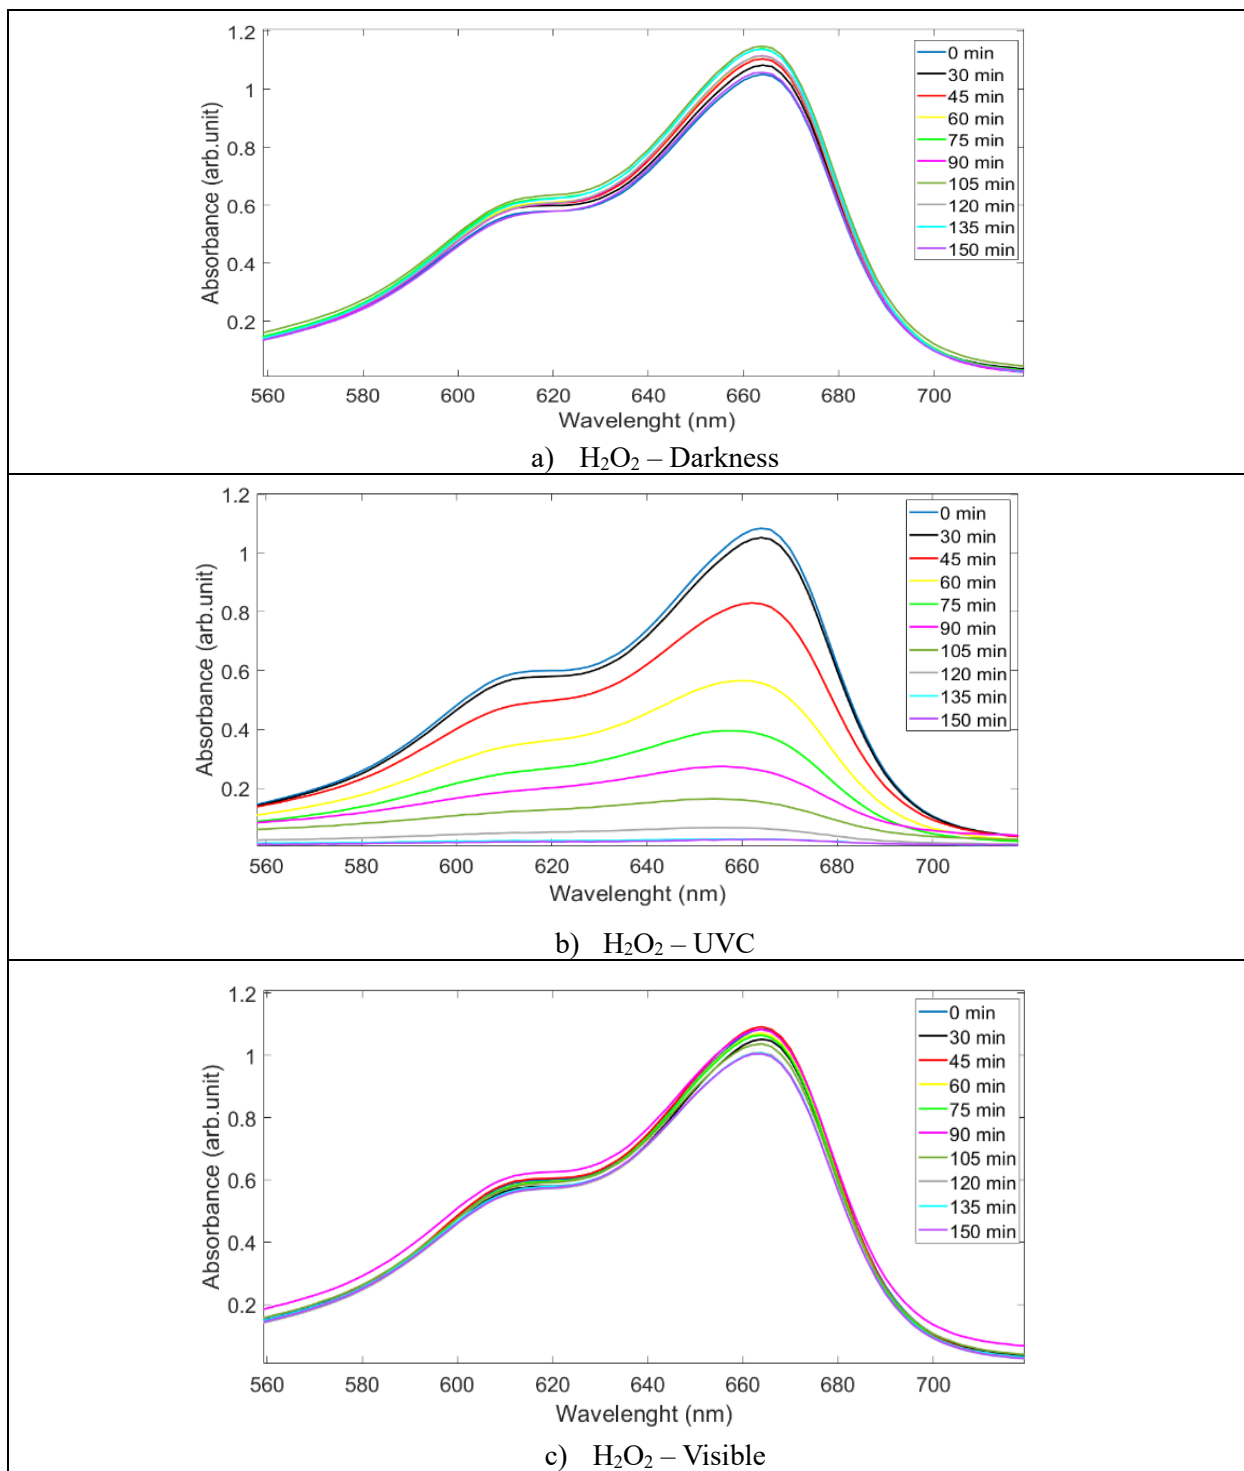 1.2
1
0.8
0.6
0.4
0.2
Absorbance (arb.unit)
0 min
30 min
45 min
60 min
75 min
90 min
105 min
120 min
135 min
150 min
560 580 600 620 640 660 680 700
Wavelenght (nm)
a) H₂O₂ – Darkness
1.2
1
0.8
0.6
0.4
0.2
Absorbance (arb.unit)
0 min
30 min
45 min
60 min
75 min
90 min
105 min
120 min
135 min
150 min
560 580 600 620 640 660 680 700
Wavelenght (nm)
b) H₂O₂ – UVC
1.2
1
0.8
0.6
0.4
0.2
Absorbance (arb.unit)
0 min
30 min
45 min
60 min
75 min
90 min
105 min
120 min
135 min
150 min
560 580 600 620 640 660 680 700
Wavelenght (nm)
c) H₂O₂ – Visible